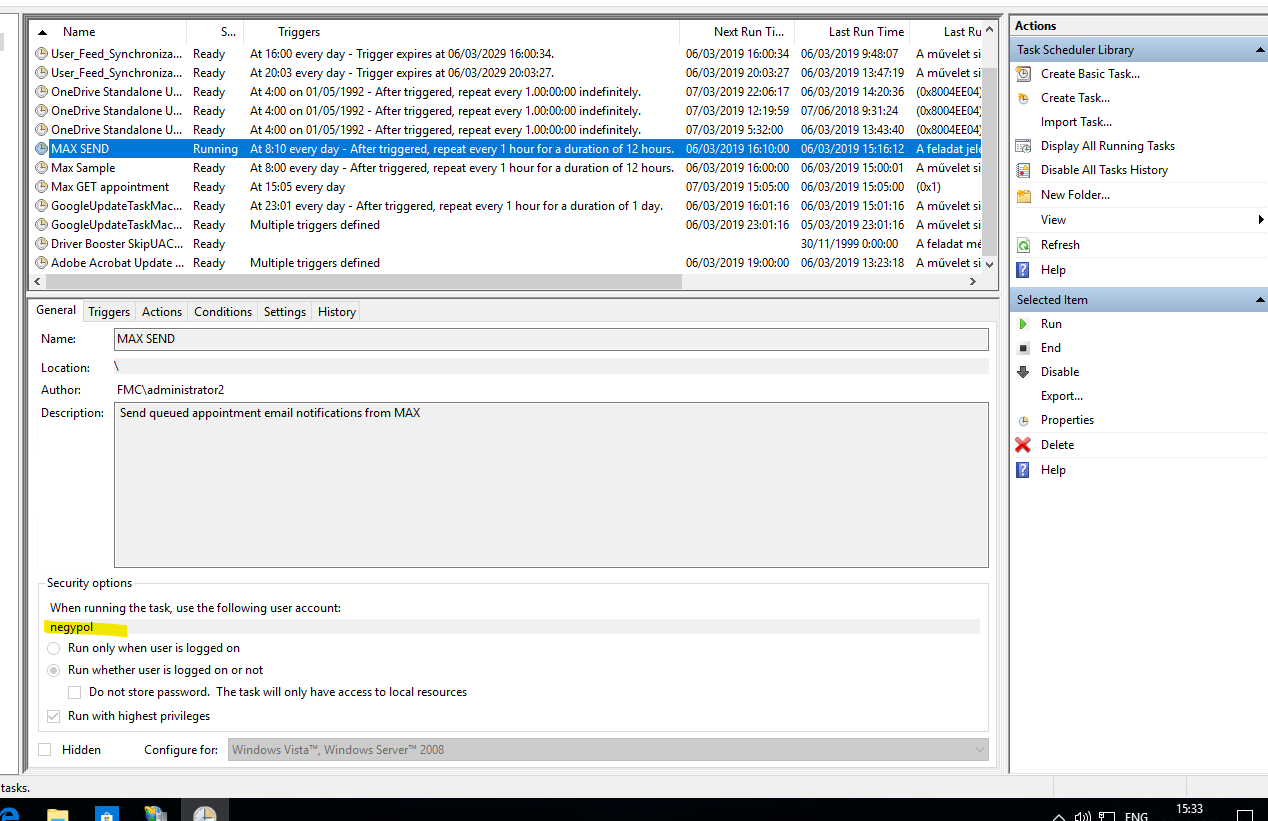 Name S... Triggers Next Run Ti... Last Run Time Last Ru
User_Feed_Synchroniza... Ready At 16:00 every day - Trigger expires at 06/03/2029 16:00:34. 06/03/2019 16:00:34 06/03/2019 9:48:07 A művelet si
User_Feed_Synchroniza... Ready At 20:03 every day - Trigger expires at 06/03/2029 20:03:27. 06/03/2019 20:03:27 06/03/2019 13:47:19 A művelet si
OneDrive Standalone U... Ready At 4:00 on 01/05/1992 - After triggered, repeat every 1.00:00:00 indefinitely. 07/03/2019 22:06:17 06/03/2019 14:20:36 (0x8004EE04)
OneDrive Standalone U... Ready At 4:00 on 01/05/1992 - After triggered, repeat every 1.00:00:00 indefinitely. 07/03/2019 12:19:59 07/06/2018 9:31:24 (0x8004EE04)
OneDrive Standalone U... Ready At 4:00 on 01/05/1992 - After triggered, repeat every 1.00:00:00 indefinitely. 07/03/2019 5:32:00 06/03/2019 13:43:40 (0x8004EE04)
MAX SEND Running At 8:10 every day - After triggered, repeat every 1 hour for a duration of 12 hours. 06/03/2019 16:10:00 06/03/2019 15:16:12 A feladat jele
Max Sample Ready At 8:00 every day - After triggered, repeat every 1 hour for a duration of 12 hours. 06/03/2019 16:00:00 06/03/2019 15:00:01 A művelet si
Max GET appointment Ready At 15:05 every day 07/03/2019 15:05:00 06/03/2019 15:05:00 (0x1)
GoogleUpdateTaskMac... Ready At 23:01 every day - After triggered, repeat every 1 hour for a duration of 1 day. 06/03/2019 16:01:16 06/03/2019 15:01:16 A művelet si
GoogleUpdateTaskMac... Ready Multiple triggers defined 06/03/2019 23:01:16 05/03/2019 23:01:16 A művelet si
Driver Booster SkipUAC... Ready 30/11/1999 0:00:00 A feladat mé
Adobe Acrobat Update ... Ready Multiple triggers defined 06/03/2019 19:00:00 06/03/2019 13:23:18 A művelet si
General Triggers Actions Conditions Settings History
Name: MAX SEND
Location: \
Author: FMC\administrator2
Description: Send queued appointment email notifications from MAX
Security options
When running the task, use the following user account:
negypol
Run only when user is logged on
Run whether user is logged on or not
Do not store password. The task will only have access to local resources
Run with highest privileges
Hidden Configure for: Windows Vista™, Windows Server™ 2008
Actions
Task Scheduler Library
Create Basic Task...
Create Task...
Import Task...
Display All Running Tasks
Disable All Tasks History
New Folder...
View
Refresh
Help
Selected Item
Run
End
Disable
Export...
Properties
Delete
Help
tasks.
ENG
15:33